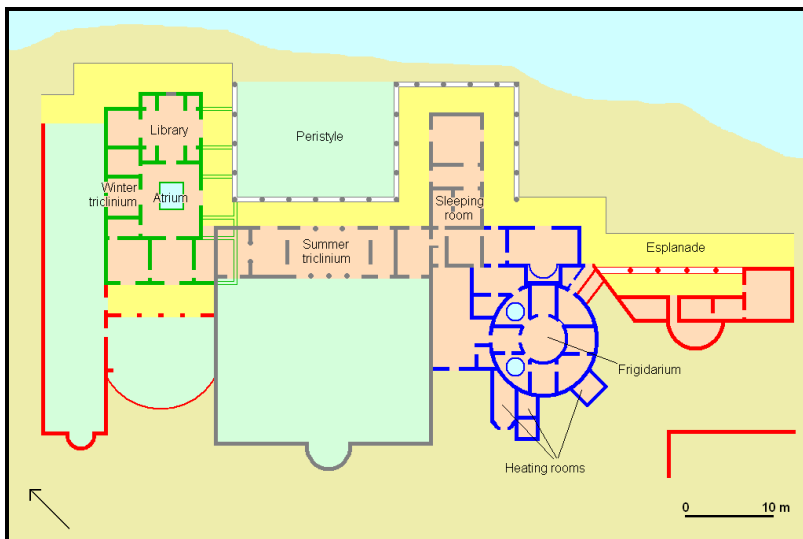 Library
Peristyle
Winter
triclinium
Atrium
Sleeping
room
Summer
triclinium
Esplanade
Frigidarium
Heating rooms
0 10 m